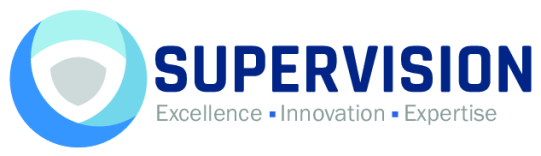 SUPERVISION
Excellence ▪ Innovation ▪ Expertise